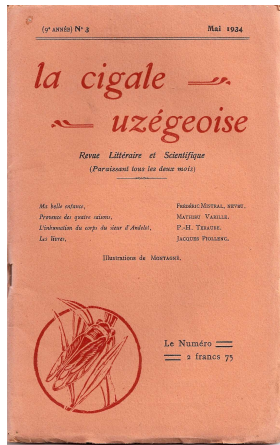 (9e ANNÉE) No 3 Mai 1934
la cigale
uzégeoise
Revue Littéraire et Scientifique
(Paraissant tous les deux mois)
Ma belle enfance, FRÉDÉRIC MISTRAL, NEVEU.
Provence des quatre saisons, MATHIEU VARILLE.
L'inhumation du corps du sieur d'Andelot, P.-H. TERAUBE.
Les livres, JACQUES
Illustrations de MONTAGNÉ.
Le Numéro
2 francs 75